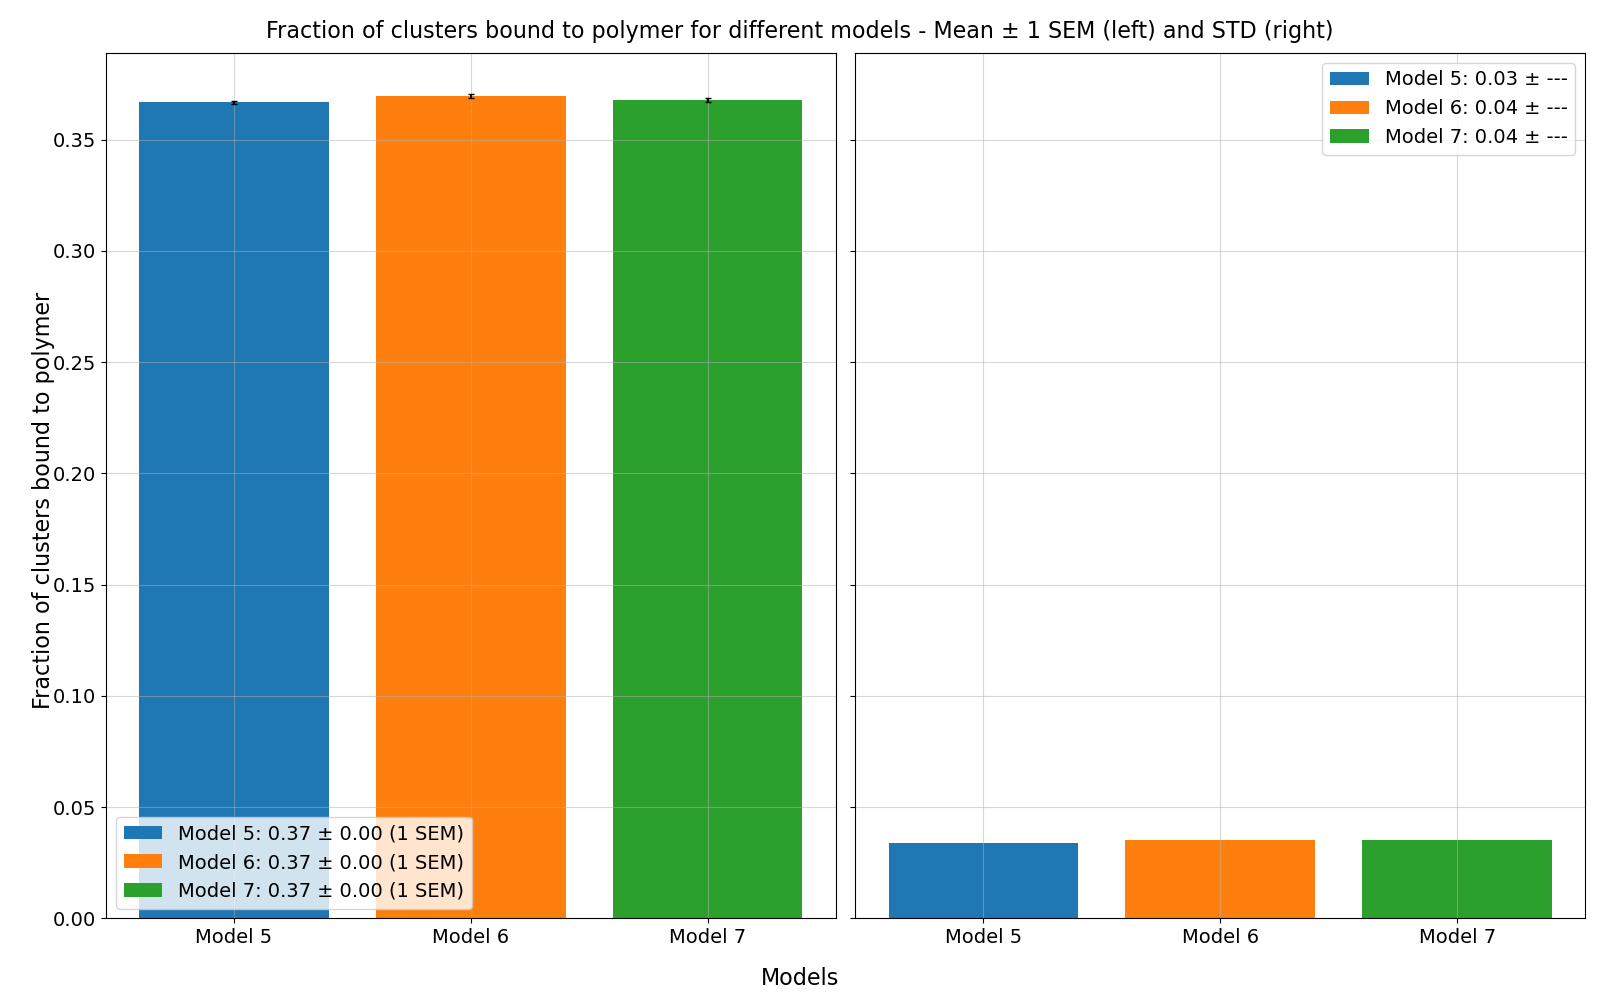 Fraction of clusters bound to polymer for different models - Mean ± 1 SEM (left) and STD (right)
Fraction of clusters bound to polymer
0.35
0.30
0.25
0.20
0.15
0.10
0.05
0.00
Model 5: 0.37 ± 0.00 (1 SEM)
Model 6: 0.37 ± 0.00 (1 SEM)
Model 7: 0.37 ± 0.00 (1 SEM)
Model 5 Model 6 Model 7
Model 5: 0.03 ± ---
Model 6: 0.04 ± ---
Model 7: 0.04 ± ---
Model 5 Model 6 Model 7
Models